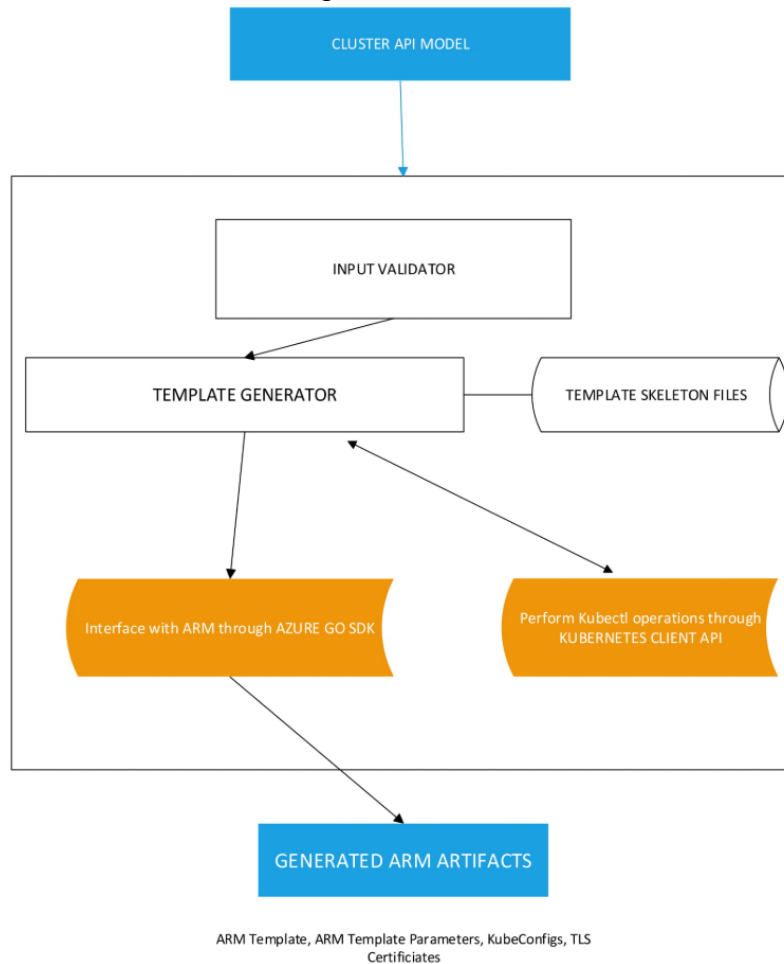 CLUSTER API MODEL
INPUT VALIDATOR
TEMPLATE GENERATOR
TEMPLATE SKELETON FILES
Interface with ARM through AZURE GO SDK
Perform Kubectl operations through
KUBERNETES CLIENT API
GENERATED ARM ARTIFACTS
ARM Template, ARM Template Parameters, KubeConfigs, TLS
Certificiates